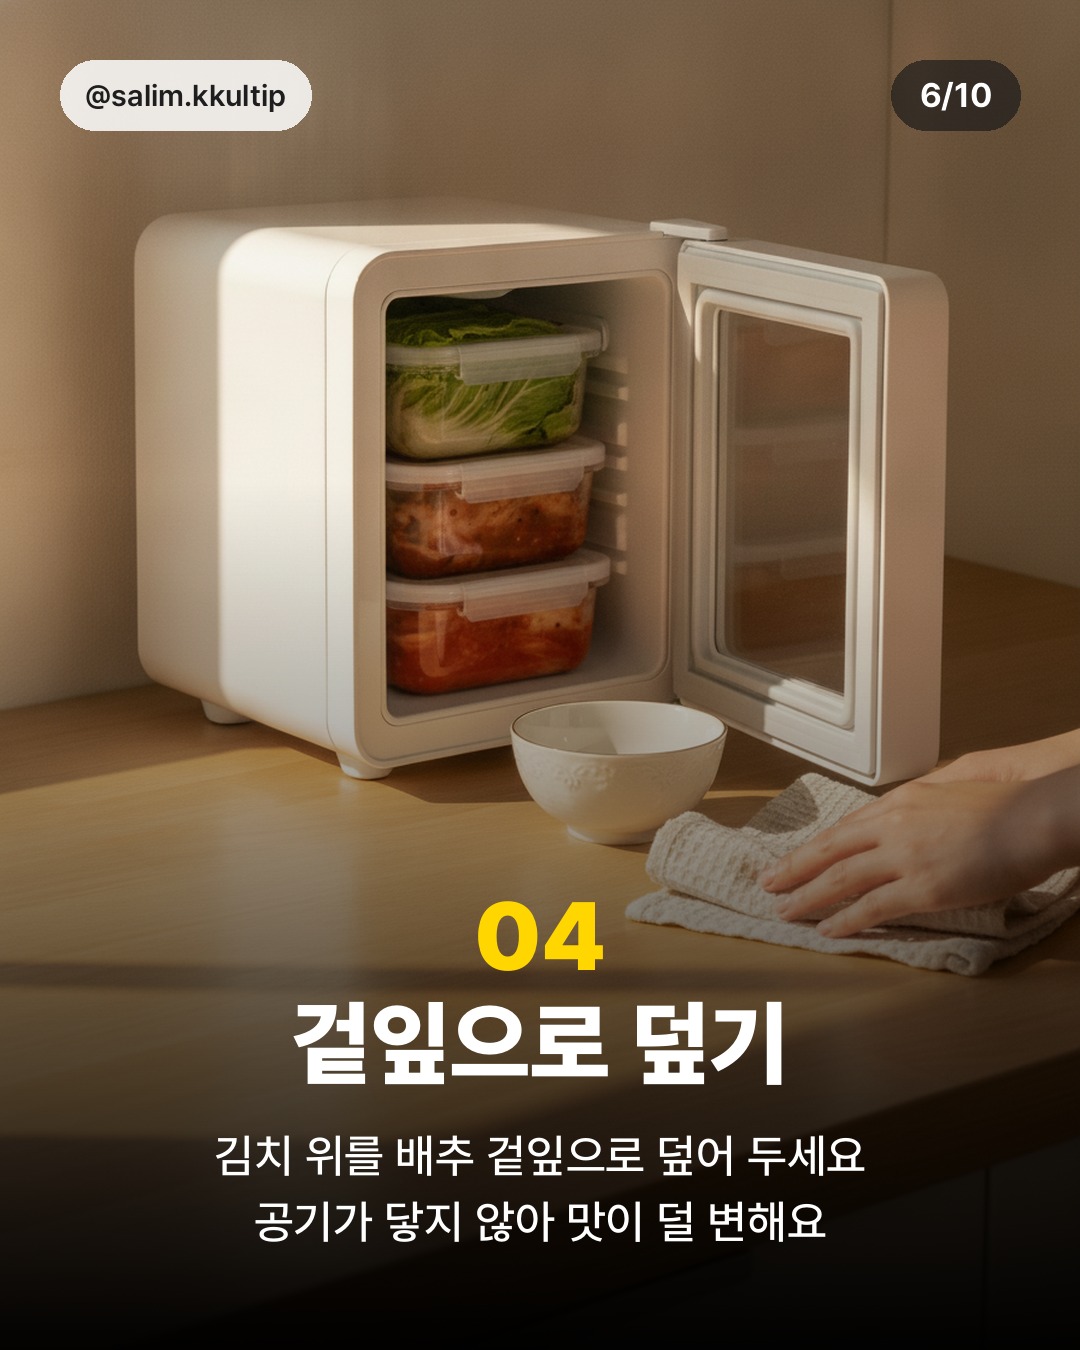 @salim.kkultip
6/10
04
겉잎으로 덮기
김치 위를 배추 겉잎으로 덮어 두세요
공기가 닿지 않아 맛이 덜 변해요